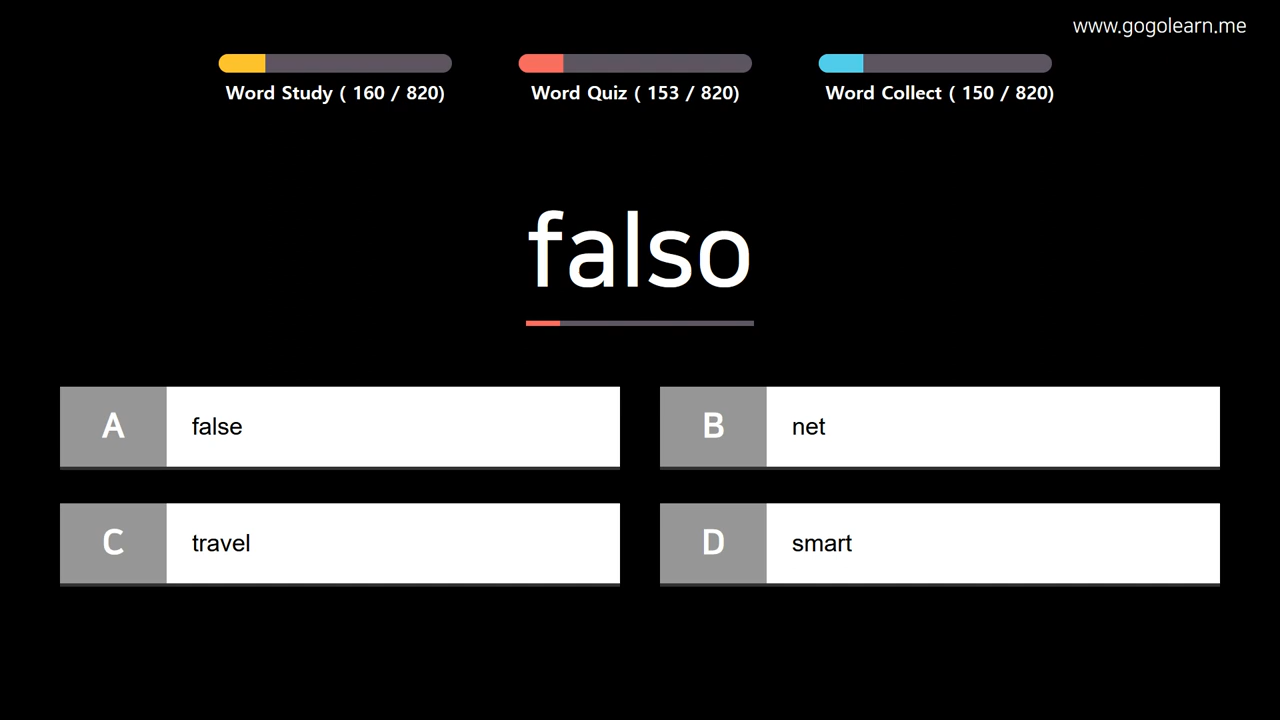 www.gogolearn.me
Word Study ( 160 / 820)
Word Quiz ( 153 / 820)
Word Collect ( 150 / 820)
falso
A
false
B
net
C
travel
D
smart